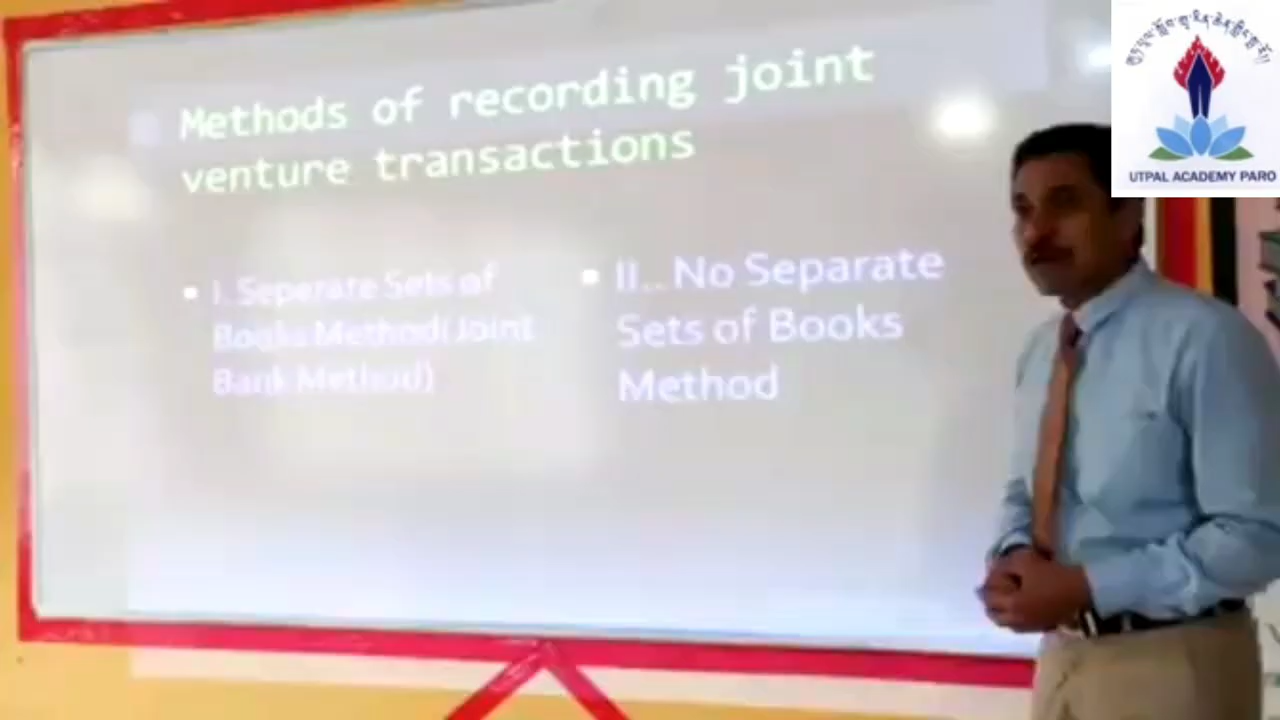 Methods of recording joint
venture transactions
I. Separate Sets of
Books Method(Joint
Bank Method)
II.. No Separate
Sets of Books
Method
UTPAL ACADEMY PARO